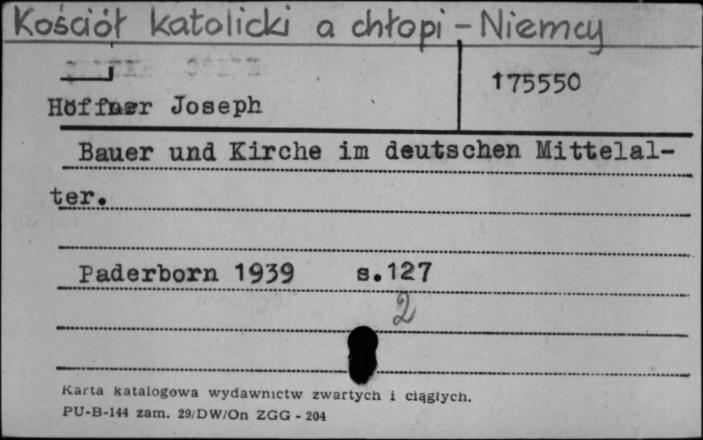 Kościół katolicki a chłopi - Niemcy
175550
Höffner Joseph
Bauer und Kirche im deutschen Mittelal-
ter.
Paderborn 1939 s.127
2
Karta katalogowa wydawnictw zwartych i ciągłych.
PU-B-144 zam. 29/DW/On ZGG - 204